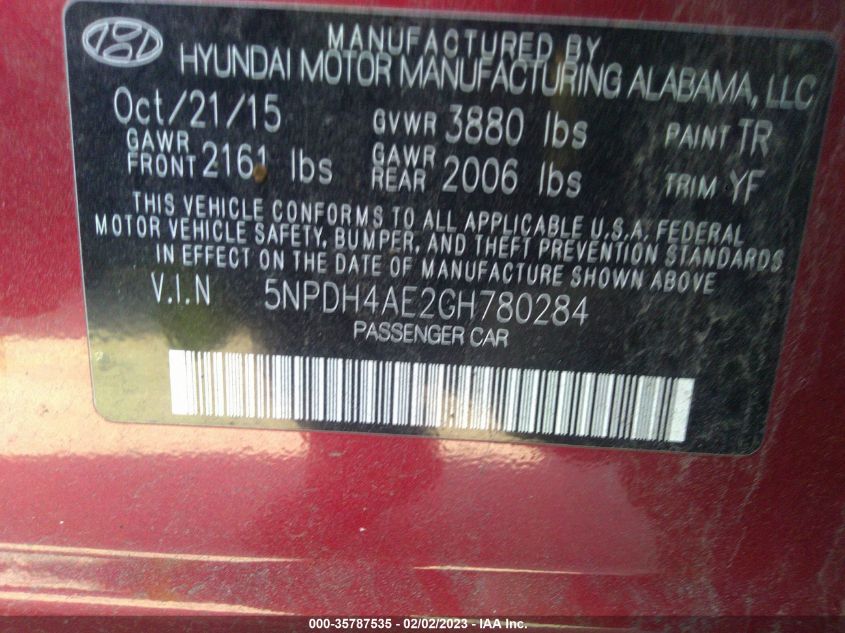 MANUFACTURED BY
HYUNDAI MOTOR MANUFACTURING ALABAMA, LLC
Oct/21/15 GVWR 3880 lbs PAINT TR
GAWR FRONT 2161 lbs GAWR REAR 2006 lbs TRIM YF
THIS VEHICLE CONFORMS TO ALL APPLICABLE U.S.A. FEDERAL
MOTOR VEHICLE SAFETY, BUMPER, AND THEFT PREVENTION STANDARDS
IN EFFECT ON THE DATE OF MANUFACTURE SHOWN ABOVE
V.I.N 5NPDH4AE2GH780284
PASSENGER CAR
000-35787535 - 02/02/2023 - IAA Inc.